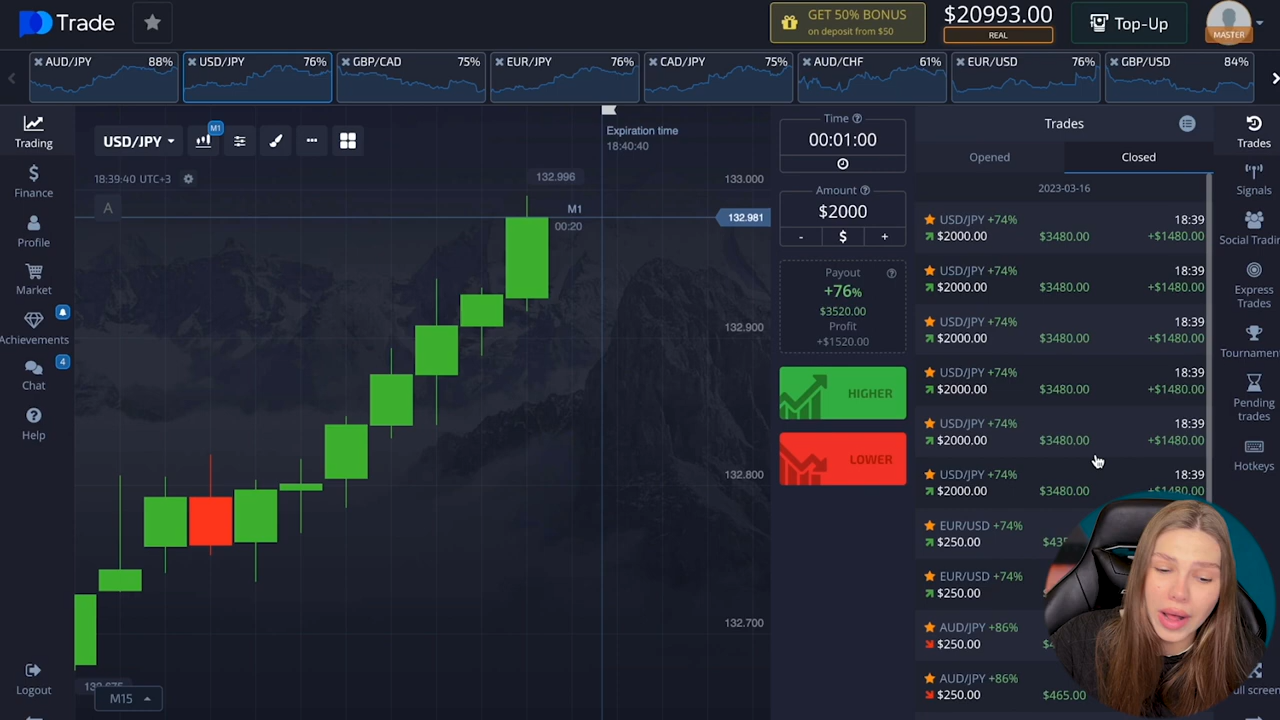 Trade
GET 50% BONUS
on deposit from $50
$20993.00
REAL
Top-Up
MASTER
AUD/JPY 88%
USD/JPY 76%
GBP/CAD 75%
EUR/JPY 76%
CAD/JPY 75%
AUD/CHF 61%
EUR/USD 76%
GBP/USD 84%
Trading
Finance
Profile
Market
Achievements
4
Chat
Help
Logout
USD/JPY
M1
18:39:40 UTC+3
A
Expiration time
18:40:40
132.996
M1
00:20
133.000
132.981
132.900
132.800
132.700
M15
Time
00:01:00
Amount
$2000
- $ +
Payout
+76%
$3520.00
Profit
+$1520.00
HIGHER
LOWER
Trades
Opened
Closed
2023-03-16
USD/JPY +74% 18:39
$2000.00 $3480.00 +$1480.00
USD/JPY +74% 18:39
$2000.00 $3480.00 +$1480.00
USD/JPY +74% 18:39
$2000.00 $3480.00 +$1480.00
USD/JPY +74% 18:39
$2000.00 $3480.00 +$1480.00
USD/JPY +74% 18:39
$2000.00 $3480.00 +$1480.00
USD/JPY +74% 18:39
$2000.00 $3480.00 +$1480.00
EUR/USD +74%
$250.00
EUR/USD +74%
$250.00
AUD/JPY +86%
$250.00
AUD/JPY +86%
$250.00 $465.00
Trades
Signals
Social Tradin
Express
Trades
Tournamen
Pending
trades
Hotkeys
ull screen